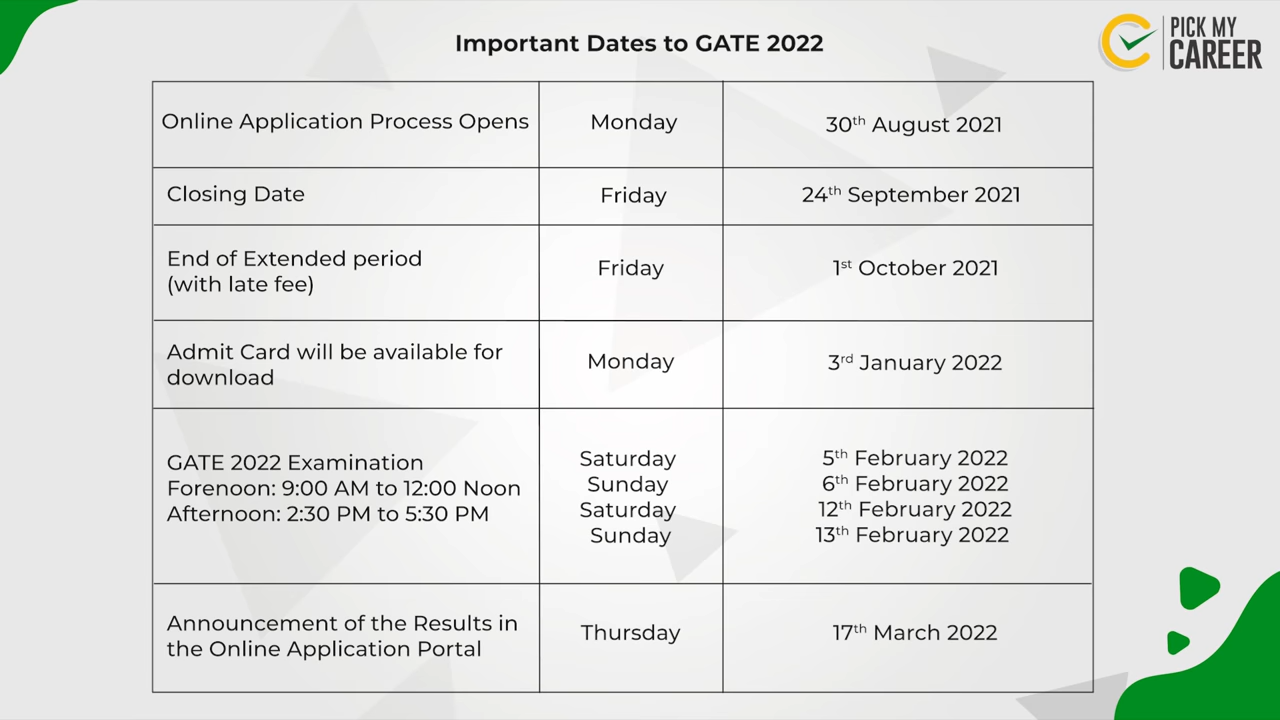 Important Dates to GATE 2022
PICK MY
CAREER
Online Application Process Opens
Monday
30th August 2021
Closing Date
Friday
24th September 2021
End of Extended period
(with late fee)
Friday
1st October 2021
Admit Card will be available for
download
Monday
3rd January 2022
GATE 2022 Examination
Forenoon: 9:00 AM to 12:00 Noon
Afternoon: 2:30 PM to 5:30 PM
Saturday
Sunday
Saturday
Sunday
5th February 2022
6th February 2022
12th February 2022
13th February 2022
Announcement of the Results in
the Online Application Portal
Thursday
17th March 2022